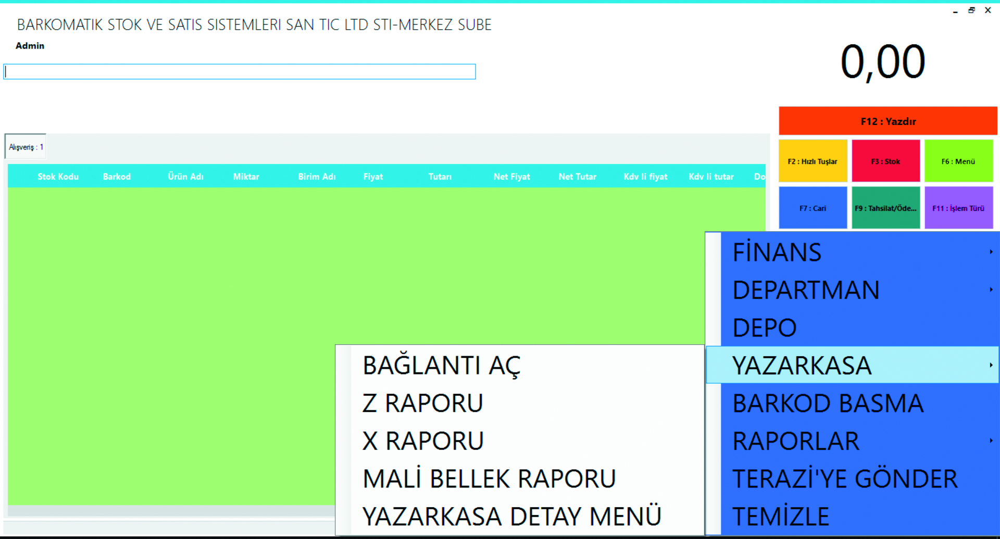 BARKOMATIK STOK VE SATIS SISTEMLERI SAN TIC LTD STI-MERKEZ SUBE
Admin
0,00
F12 : Yazdır
F2 : Hızlı Tuşlar
F3 : Stok
F6 : Menü
F7 : Cari
F9 : Tahsilat/Öde...
F11 : İşlem Türü
Alışveriş : 1
Stok Kodu Barkod Ürün Adı Miktar Birim Adı Fiyat Tutarı Net Fiyat Net Tutar Kdv li fiyat Kdv li tutar Do
FİNANS
DEPARTMAN
DEPO
YAZARKASA
BARKOD BASMA
RAPORLAR
TERAZİ'YE GÖNDER
TEMİZLE
BAĞLANTI AÇ
Z RAPORU
X RAPORU
MALİ BELLEK RAPORU
YAZARKASA DETAY MENÜ